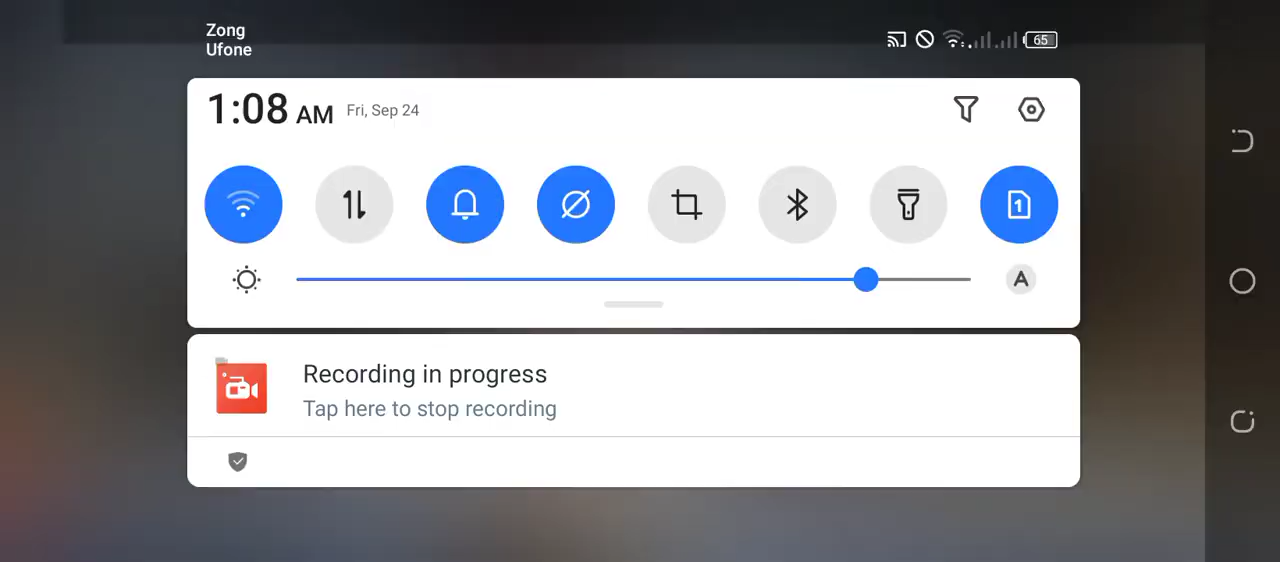 Zong
Ufone
65
1:08 AM Fri, Sep 24
1
A
Recording in progress
Tap here to stop recording